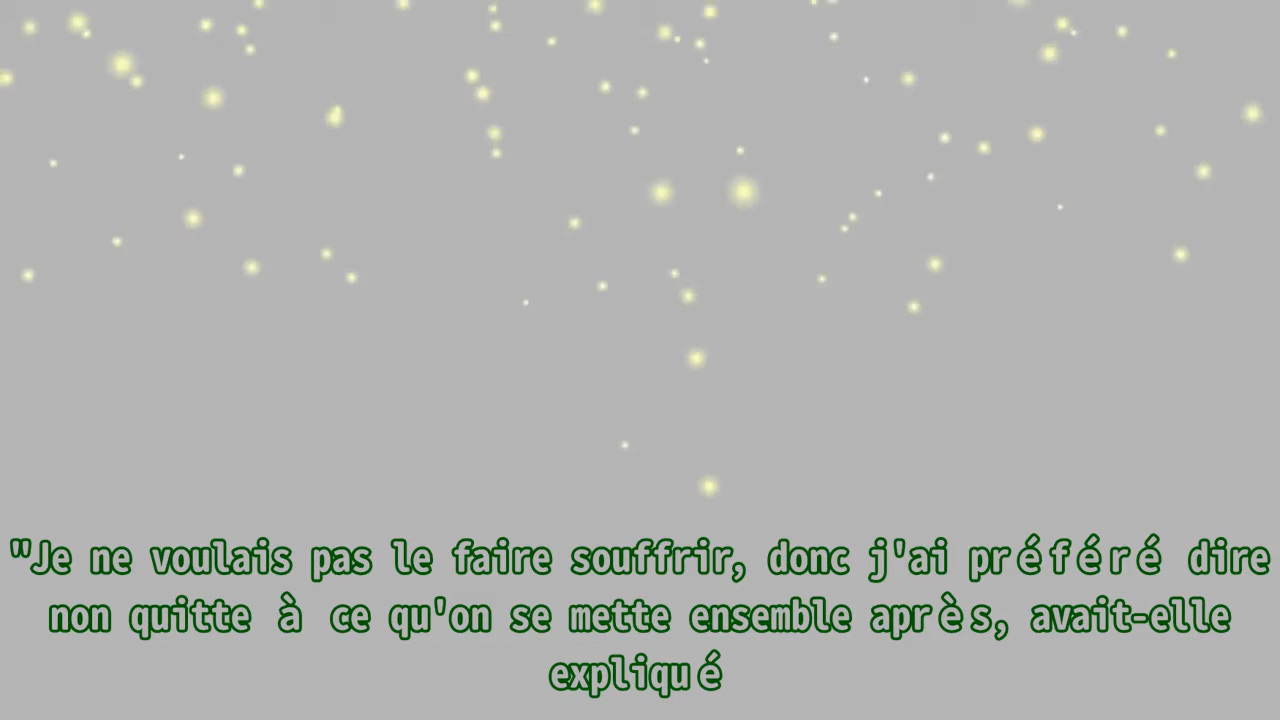 "Je ne voulais pas le faire souffrir, donc j'ai préféré dire
non quitte à ce qu'on se mette ensemble après, avait-elle
expliqué